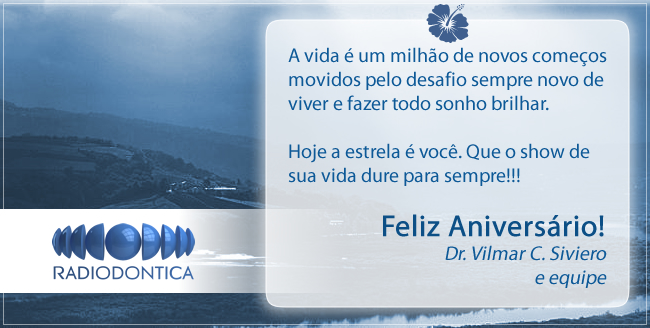 A vida é um milhão de novos começos
movidos pelo desafio sempre novo de
viver e fazer todo sonho brilhar.
Hoje a estrela é você. Que o show de
sua vida dure para sempre!!!
Feliz Aniversário!
Dr. Vilmar C. Siviero
e equipe
RADIODONTICA